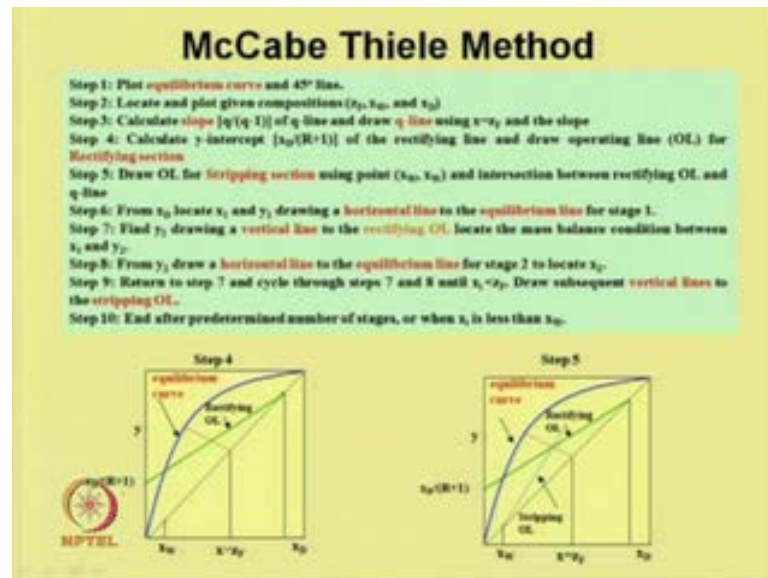 McCabe Thiele Method
Step 1: Plot equilibrium curve and 45° line.
Step 2: Locate and plot given compositions (zF, xW, and xD)
Step 3: Calculate slope [q/(q-1)] of q-line and draw q-line using x=zF and the slope
Step 4: Calculate y-intercept [xD/(R+1)] of the rectifying line and draw operating line (OL) for
Rectifying section
Step 5: Draw OL for Stripping section using point (xW, xW) and intersection between rectifying OL and
q-line
Step 6: From xD locate x1 and y1 drawing a horizontal line to the equilibrium line for stage 1.
Step 7: Find y2 drawing a vertical line to the rectifying OL locate the mass balance condition between
x1 and y2.
Step 8: From y2 draw a horizontal line to the equilibrium line for stage 2 to locate x2.
Step 9: Return to step 7 and cycle through steps 7 and 8 until xi<zF. Draw subsequent vertical lines to
the stripping OL.
Step 10: End after predetermined number of stages, or when xi is less than xW.
Step 4
equilibrium
curve
Rectifying
OL
y
xD/(R+1)
xW
x=zF
xD
NPTEL
Step 5
equilibrium
curve
Rectifying
OL
y
xD/(R+1)
Stripping
OL
xW
x=zF
xD